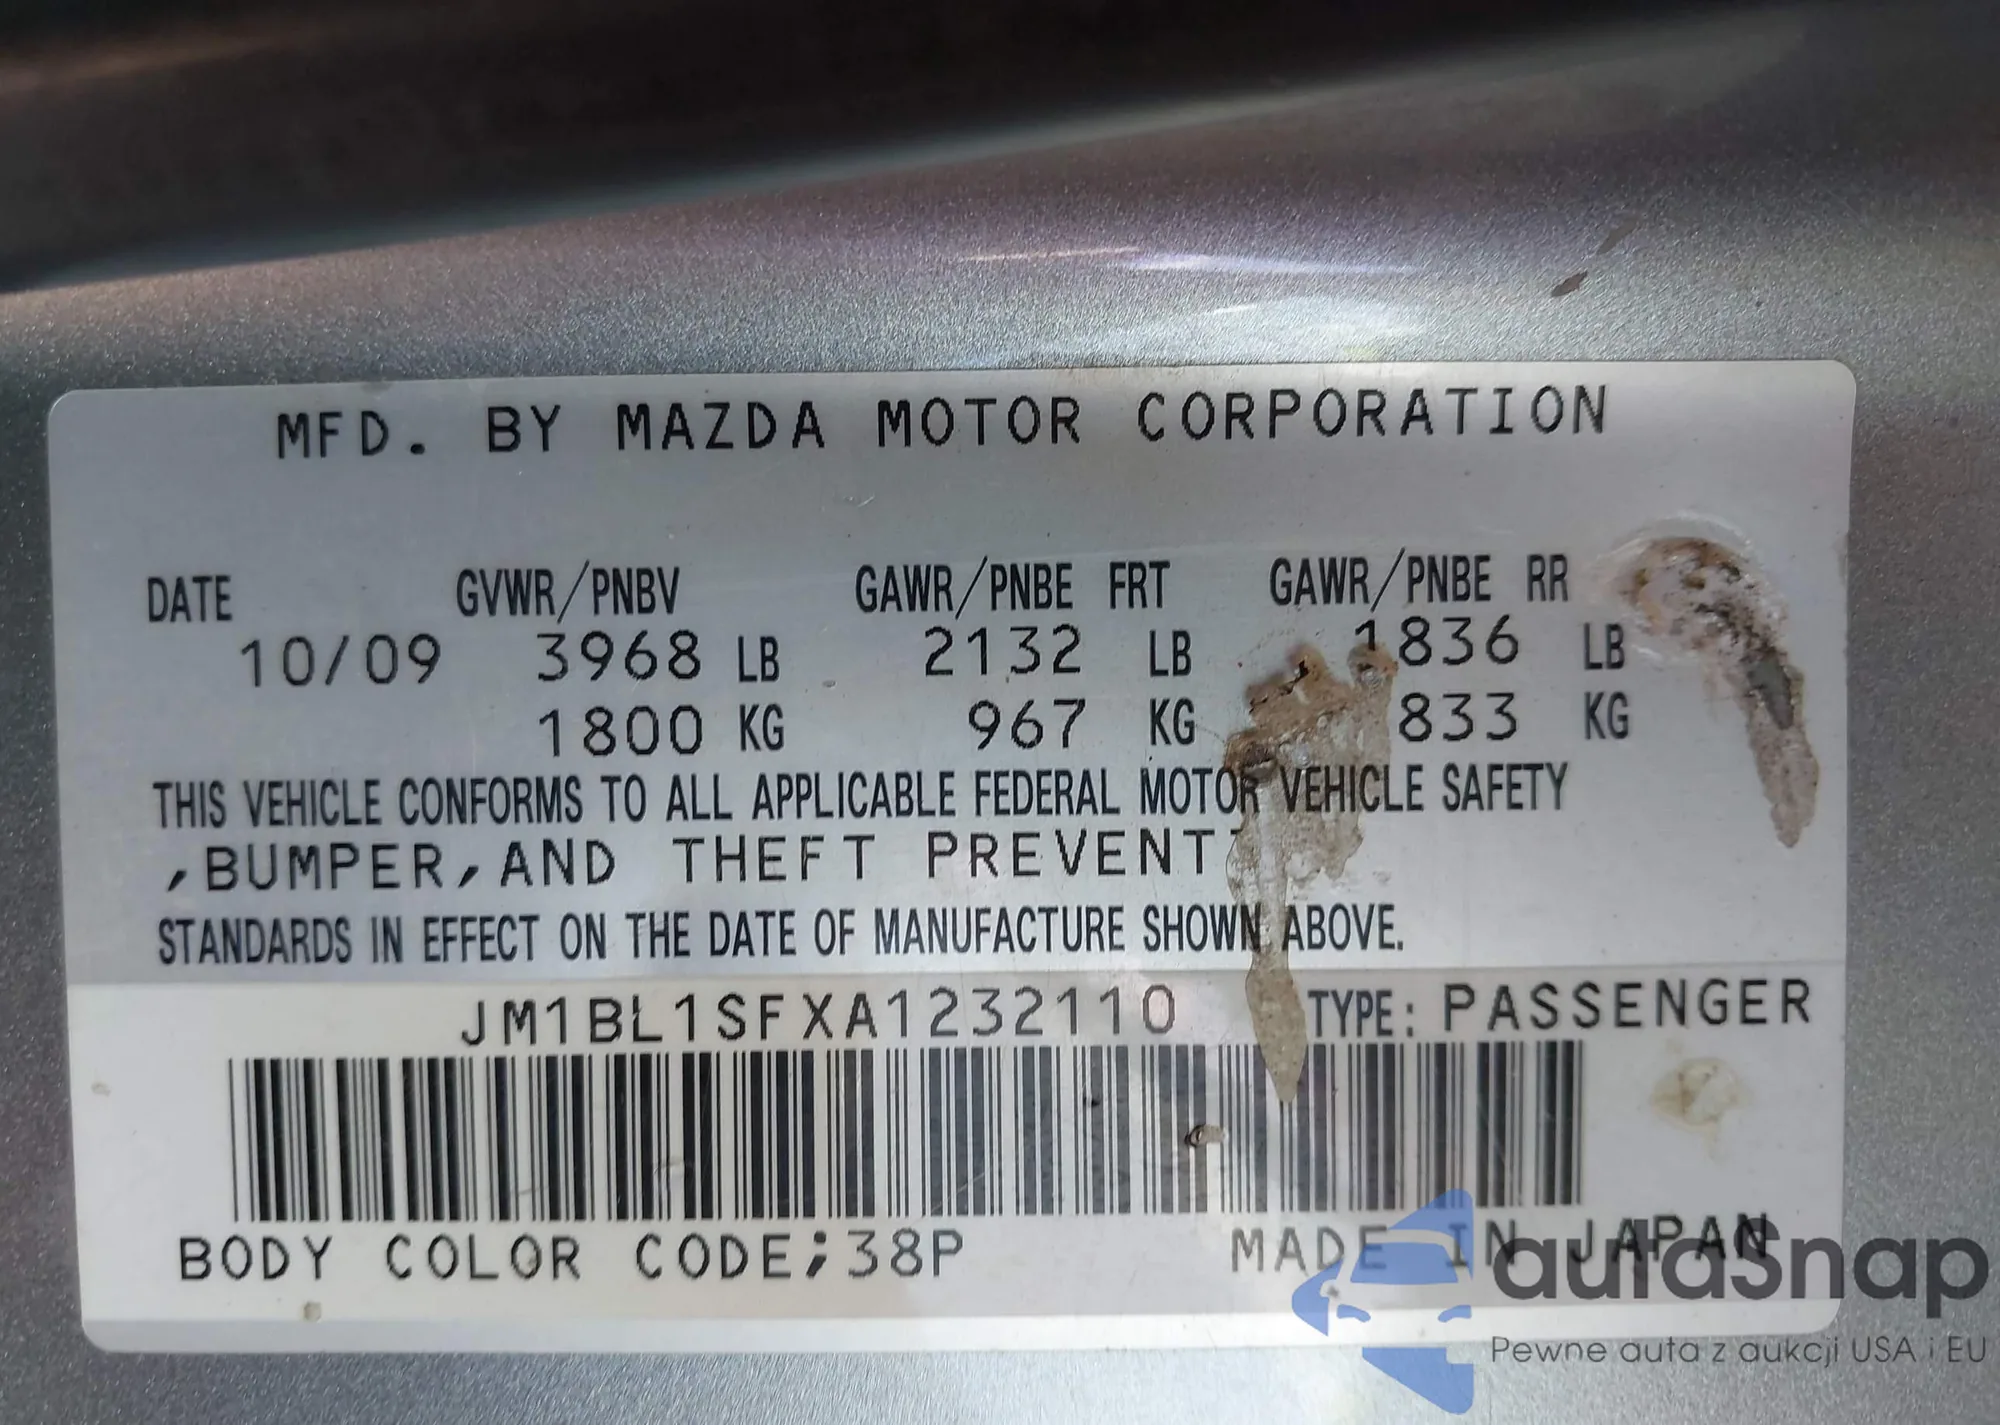 MFD. BY MAZDA MOTOR CORPORATION
DATE GVWR/PNBV GAWR/PNBE FRT GAWR/PNBE RR
10/09 3968 LB 2132 LB 1836 LB
1800 KG 967 KG 833 KG
THIS VEHICLE CONFORMS TO ALL APPLICABLE FEDERAL MOTOR VEHICLE SAFETY
,BUMPER,AND THEFT PREVENT
STANDARDS IN EFFECT ON THE DATE OF MANUFACTURE SHOWN ABOVE.
JM1BL1SFXA1232110 TYPE: PASSENGER
BODY COLOR CODE;38P MADE IN JAPAN
autaSnap
Pewne auta z aukcji USA i EU